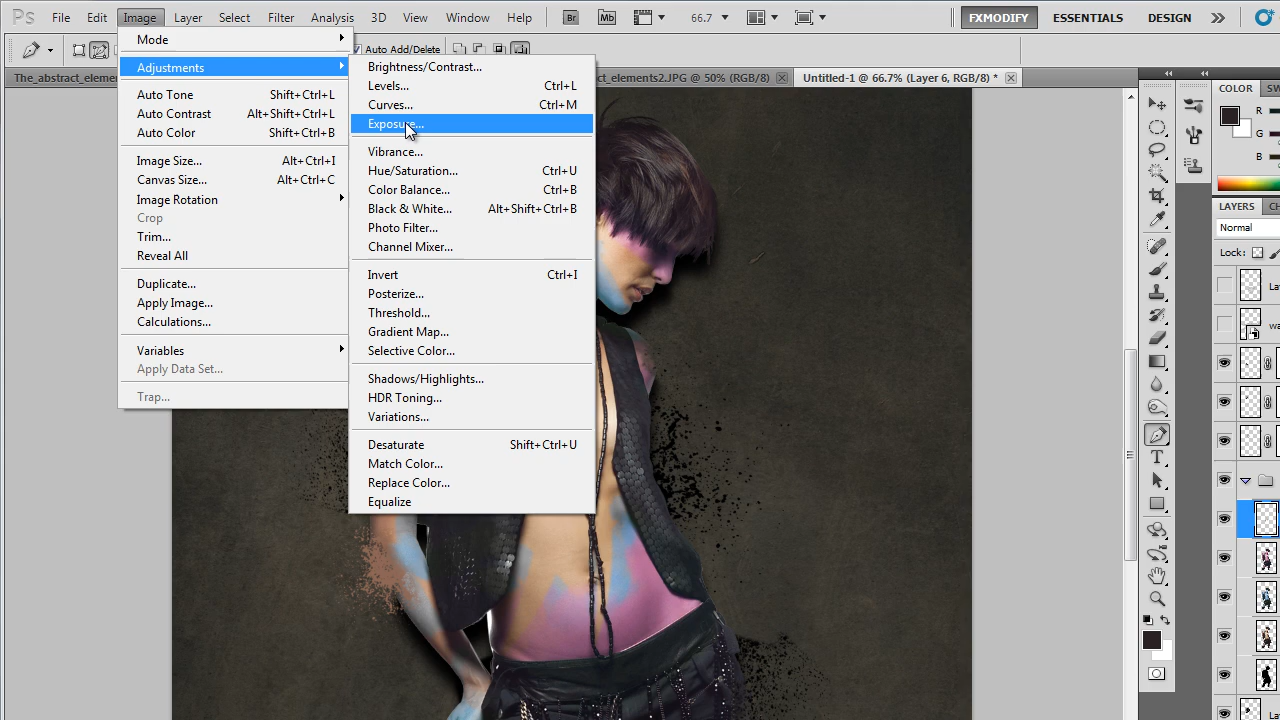 Ps File Edit Image Layer Select Filter Analysis 3D View Window Help Br Mb 66.7 FXMODIFY ESSENTIALS DESIGN
Auto Add/Delete
The_abstract_eleme ct_elements2.JPG @ 50% (RGB/8) Untitled-1 @ 66.7% (Layer 6, RGB/8) *
Mode
Adjustments
Auto Tone Shift+Ctrl+L
Auto Contrast Alt+Shift+Ctrl+L
Auto Color Shift+Ctrl+B
Image Size... Alt+Ctrl+I
Canvas Size... Alt+Ctrl+C
Image Rotation
Crop
Trim...
Reveal All
Duplicate...
Apply Image...
Calculations...
Variables
Apply Data Set...
Trap...
Brightness/Contrast...
Levels... Ctrl+L
Curves... Ctrl+M
Exposure...
Vibrance...
Hue/Saturation... Ctrl+U
Color Balance... Ctrl+B
Black & White... Alt+Shift+Ctrl+B
Photo Filter...
Channel Mixer...
Invert Ctrl+I
Posterize...
Threshold...
Gradient Map...
Selective Color...
Shadows/Highlights...
HDR Toning...
Variations...
Desaturate Shift+Ctrl+U
Match Color...
Replace Color...
Equalize
COLOR SW
R
G
B
LAYERS CH
Normal
Lock:
La
wa
La